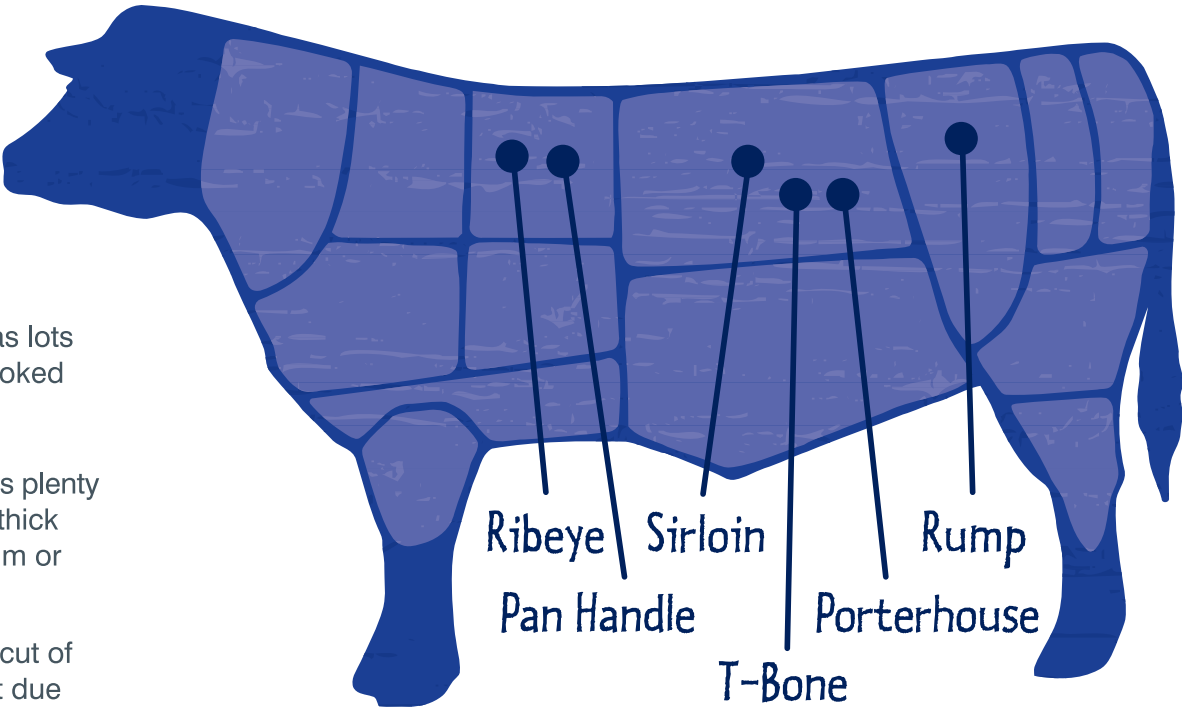 as lots
oked
s plenty
thick
m or
cut of
t due
Ribeye
Sirloin
Rump
Pan Handle
Porterhouse
T-Bone